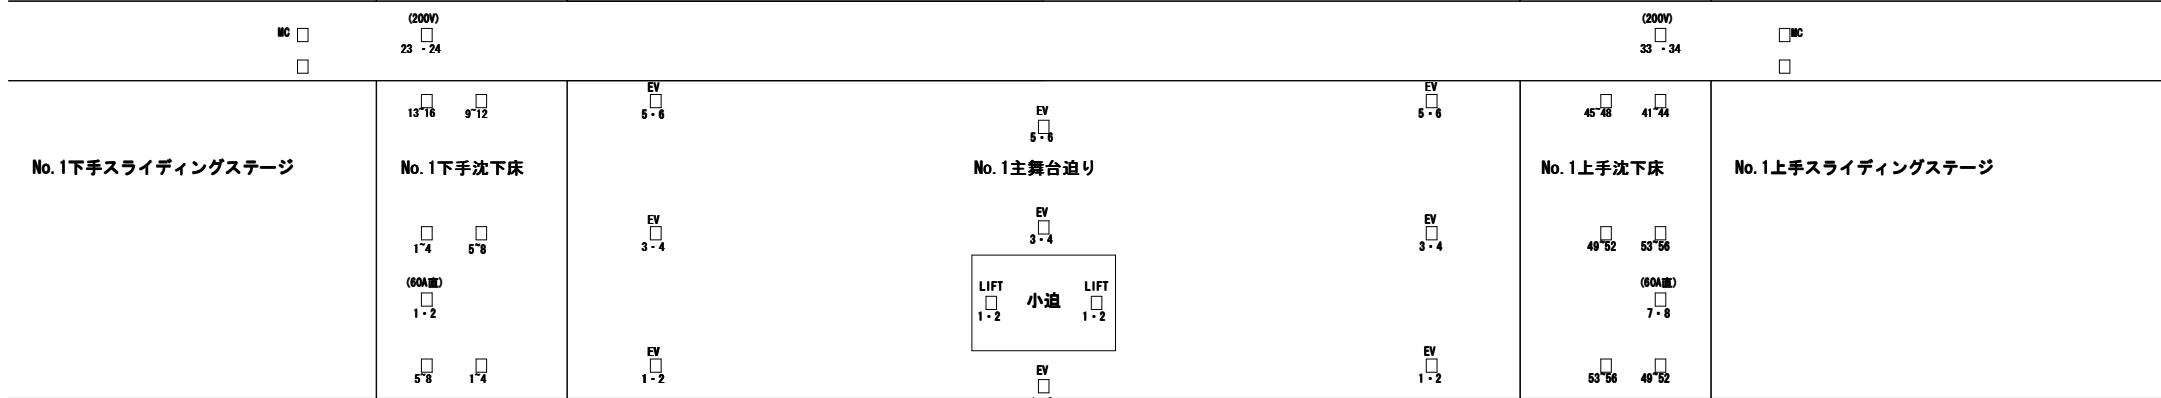 (200V)
(200V)
MC
MC
23 ・24
33 ・34
EV
EV
13~16
9~12
5・6
EV
5・6
45~48
41~44
5・6
No.1下手スライディングステージ
No.1下手沈下床
No.1主舞台迫り
No.1上手沈下床
No.1上手スライディングステージ
EV
EV
EV
1~4
5~8
3-4
3・4
3・4
49~52
53~56
(60A直)
LIFT
小迫
LIFT
(60A直)
1・2
1・2
1・2
7・8
EV
EV
EV
5~8
1~4
1-2
1・2
53~56
49~52